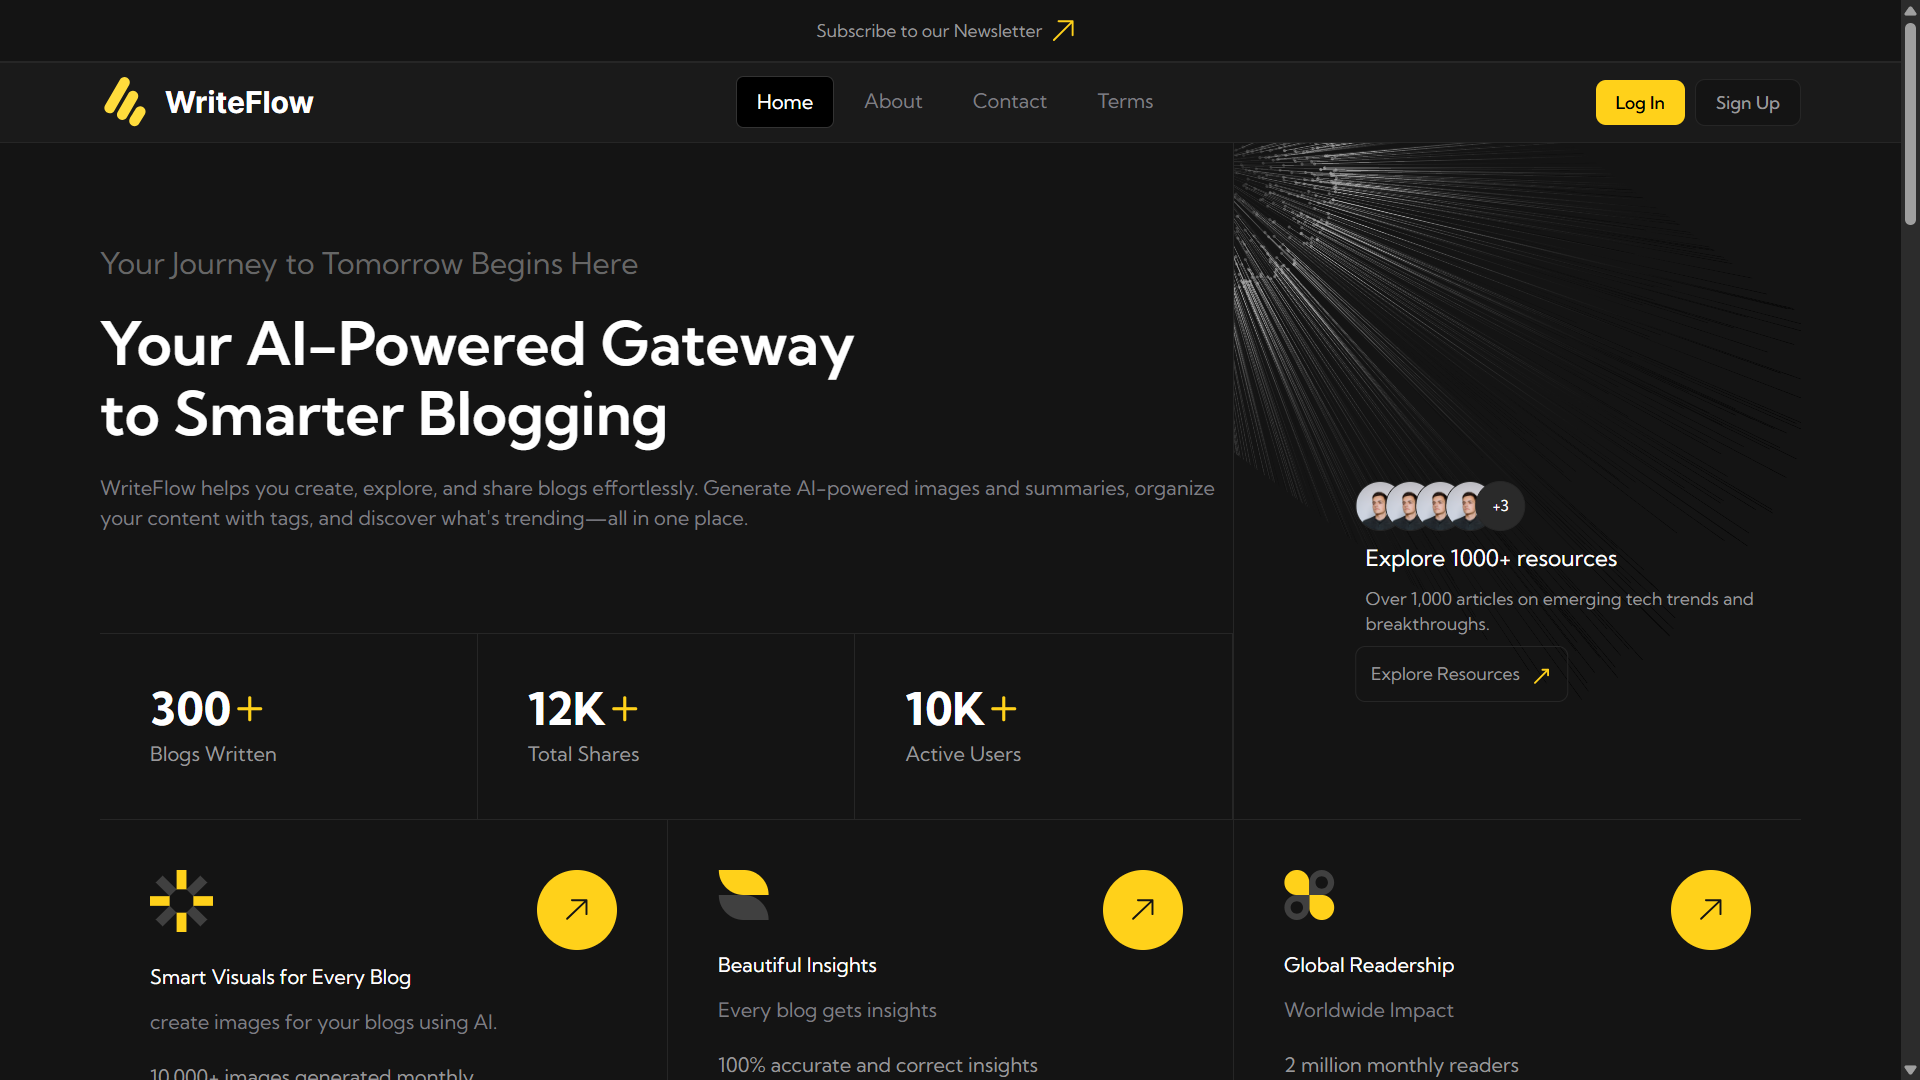 Subscribe to our Newsletter
WriteFlow
Home
About
Contact
Terms
Log In
Sign Up
Your Journey to Tomorrow Begins Here
Your AI-Powered Gateway
to Smarter Blogging
WriteFlow helps you create, explore, and share blogs effortlessly. Generate AI-powered images and summaries, organize
your content with tags, and discover what's trending—all in one place.
+3
Explore 1000+ resources
Over 1,000 articles on emerging tech trends and
breakthroughs.
Explore Resources
300+
Blogs Written
12K+
Total Shares
10K+
Active Users
Smart Visuals for Every Blog
create images for your blogs using AI.
10,000+ images generated monthly
Beautiful Insights
Every blog gets insights
100% accurate and correct insights
Global Readership
Worldwide Impact
2 million monthly readers